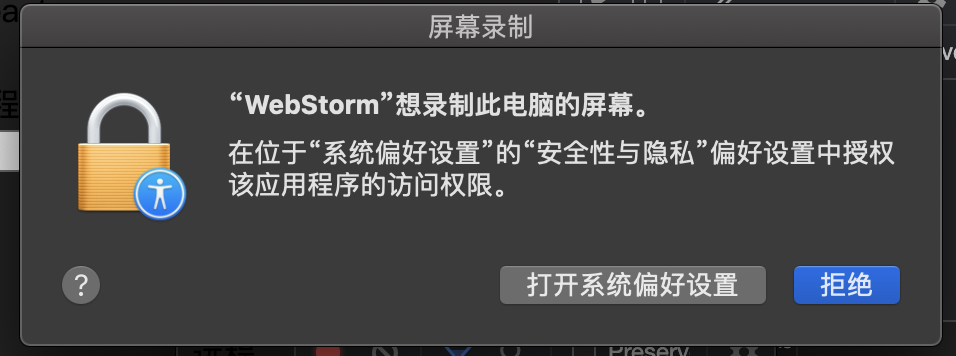 屏幕录制
“WebStorm”想录制此电脑的屏幕。
在位于“系统偏好设置”的“安全性与隐私”偏好设置中授权
该应用程序的访问权限。
?
打开系统偏好设置
拒绝